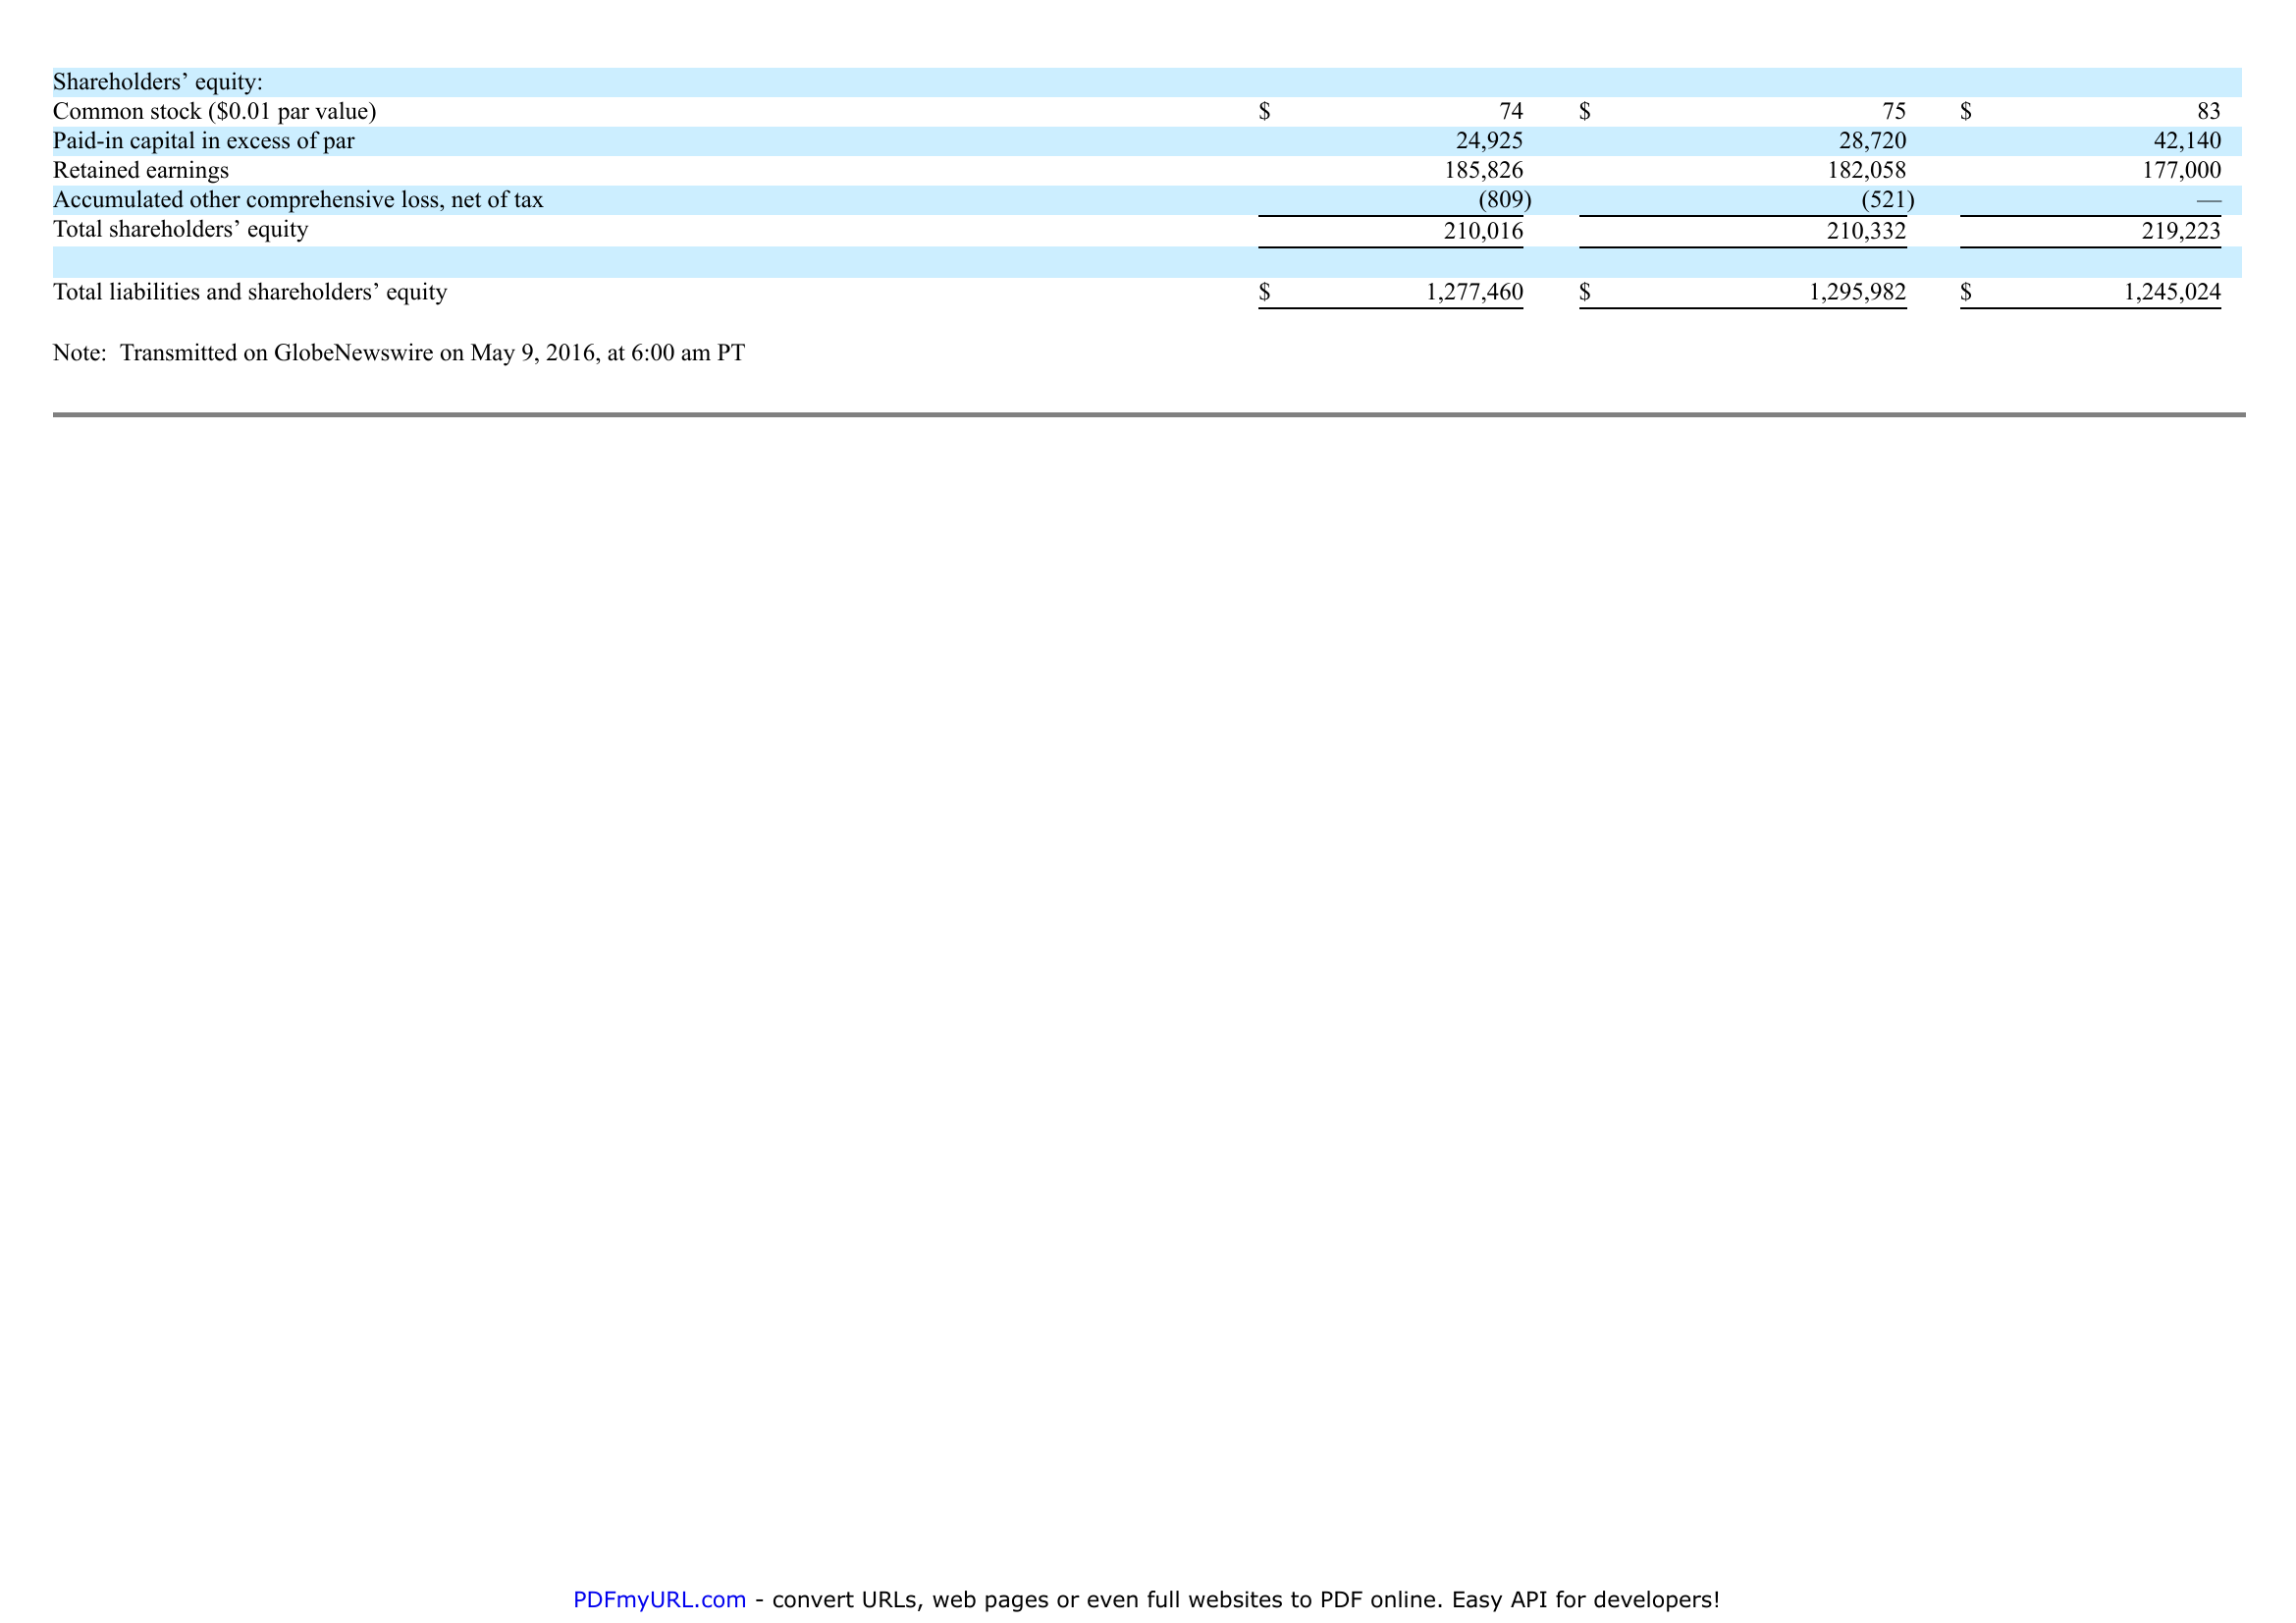 Shareholders’ equity:
Common stock ($0.01 par value) $ 74 $ 75 $ 83
Paid-in capital in excess of par 24,925 28,720 42,140
Retained earnings 185,826 182,058 177,000
Accumulated other comprehensive loss, net of tax (809) (521) —
Total shareholders’ equity 210,016 210,332 219,223
Total liabilities and shareholders’ equity $ 1,277,460 $ 1,295,982 $ 1,245,024
Note: Transmitted on GlobeNewswire on May 9, 2016, at 6:00 am PT
PDFmyURL.com - convert URLs, web pages or even full websites to PDF online. Easy API for developers!